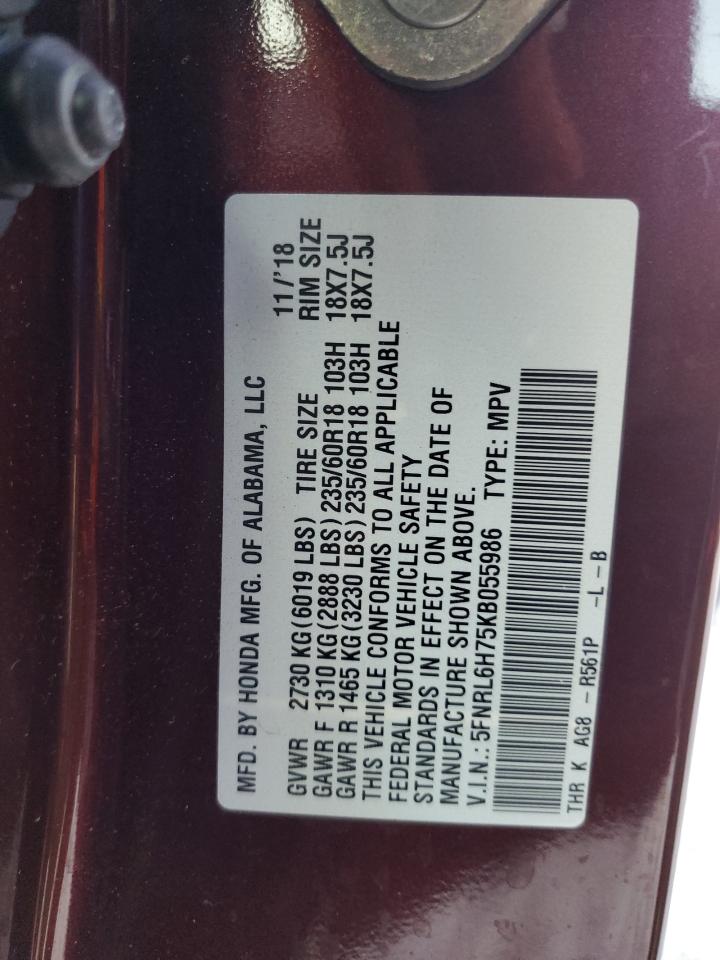 MFD. BY HONDA MFG. OF ALABAMA, LLC 11/'18
GVWR 2730 KG(6019 LBS) TIRE SIZE RIM SIZE
GAWR F 1310 KG(2888 LBS)235/60R18 103H 18X7.5J
GAWR R 1465 KG(3230 LBS)235/60R18 103H 18X7.5J
THIS VEHICLE CONFORMS TO ALL APPLICABLE
FEDERAL MOTOR VEHICLE SAFETY
STANDARDS IN EFFECT ON THE DATE OF
MANUFACTURE SHOWN ABOVE.
V.I.N.: 5FNRL6H75KB055986 TYPE: MPV
THR K AG8 -R561P -L -B